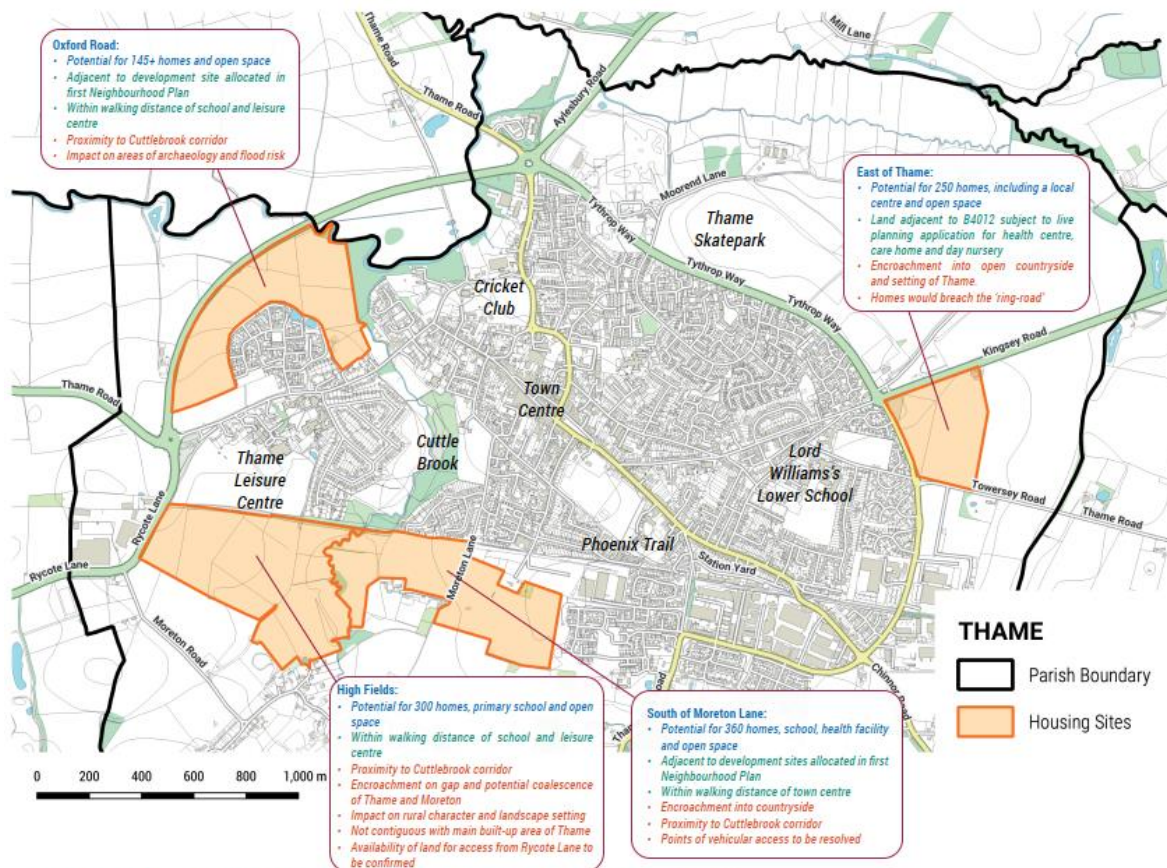 Oxford Road:
• Potential for 145+ homes and open space
• Adjacent to development site allocated in
first Neighbourhood Plan
• Within walking distance of school and leisure
centre
• Proximity to Cuttlebrook corridor
• Impact on areas of archaeology and flood risk
Thame Road
Thame Road
Aylesbury Road
Mill Lane
Moorend Lane
Tythrop Way
Thame
Skatepark
Tythrop Way
Tythrop Way
East of Thame:
• Potential for 250 homes, including a local
centre and open space
• Land adjacent to B4012 subject to live
planning application for health centre,
care home and day nursery
• Encroachment into open countryside
and setting of Thame.
• Homes would breach the 'ring-road'
Kingsey Road
Cricket
Club
Town
Centre
Thame Road
Cuttle
Brook
Thame
Leisure
Centre
Lord
Williams's
Lower School
Towersey Road
Thame Road
Rycote Lane
Rycote Lane
Phoenix Trail
Station Yard
Moreton Lane
Moreton Road
Chinnor Road
Road
High Fields:
• Potential for 300 homes, primary school and open
space
• Within walking distance of school and leisure
centre
• Proximity to Cuttlebrook corridor
• Encroachment on gap and potential coalescence
of Thame and Moreton
• Impact on rural character and landscape setting
• Not contiguous with main built-up area of Thame
• Availability of land for access from Rycote Lane to
be confirmed
South of Moreton Lane:
• Potential for 360 homes, school, health facility
and open space
• Adjacent to development sites allocated in first
Neighbourhood Plan
• Within walking distance of town centre
• Encroachment into countryside
• Proximity to Cuttlebrook corridor
• Points of vehicular access to be resolved
THAME
Parish Boundary
Housing Sites
0 200 400 600 800 1,000 m